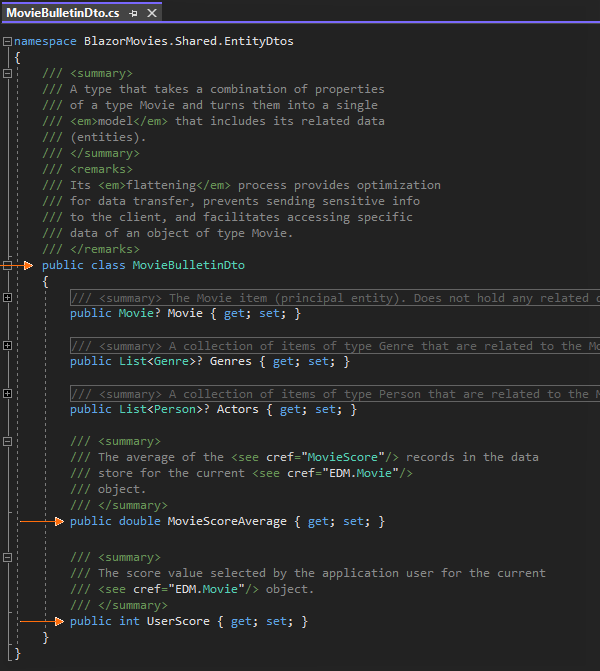 MovieBulletinDto.cs
namespace BlazorMovies.Shared.EntityDtos
{
/// <summary>
/// A type that takes a combination of properties
/// of a type Movie and turns them into a single
/// <em>model</em> that includes its related data
/// (entities).
/// </summary>
/// <remarks>
/// Its <em>flattening</em> process provides optimization
/// for data transfer, prevents sending sensitive info
/// to the client, and facilitates accessing specific
/// data of an object of type Movie.
/// </remarks>
public class MovieBulletinDto
{
/// <summary> The Movie item (principal entity). Does not hold any related
public Movie? Movie { get; set; }
/// <summary> A collection of items of type Genre that are related to the Mo
public List<Genre>? Genres { get; set; }
/// <summary> A collection of items of type Person that are related to the M
public List<Person>? Actors { get; set; }
/// <summary>
/// The average of the <see cref="MovieScore"/> records in the data
/// store for the current <see cref="EDM.Movie"/>
/// object.
/// </summary>
public double MovieScoreAverage { get; set; }
/// <summary>
/// The score value selected by the application user for the current
/// <see cref="EDM.Movie"/> object.
/// </summary>
public int UserScore { get; set; }
}
}